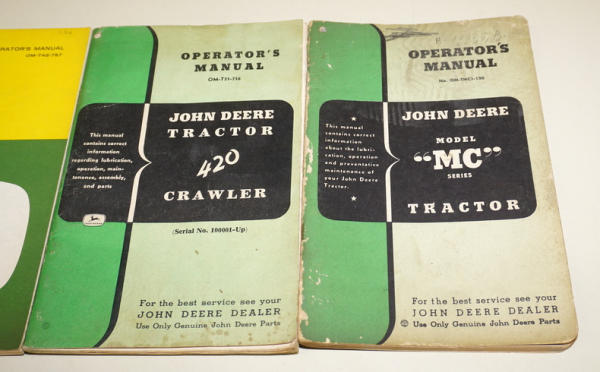 OPERATOR'S MANUAL
OPERATOR'S
MANUAL
JOHN DEERE
TRACTOR
420
CRAWLER
This manual
contains correct
information
regarding lubrication,
operation, main-
tenance, assembly,
and parts
(Serial No. 100001-Up)
For the best service see your
JOHN DEERE DEALER
Use Only Genuine John Deere Parts
OPERATOR'S
MANUAL
JOHN DEERE
MODEL
"MC"
SERIES
TRACTOR
This manual
contains correct
information
about the lubri-
cation, operation
and preventative
maintenance of
your John Deere
Tractor.
For the best service see your
JOHN DEERE DEALER
Use Only Genuine John Deere Parts